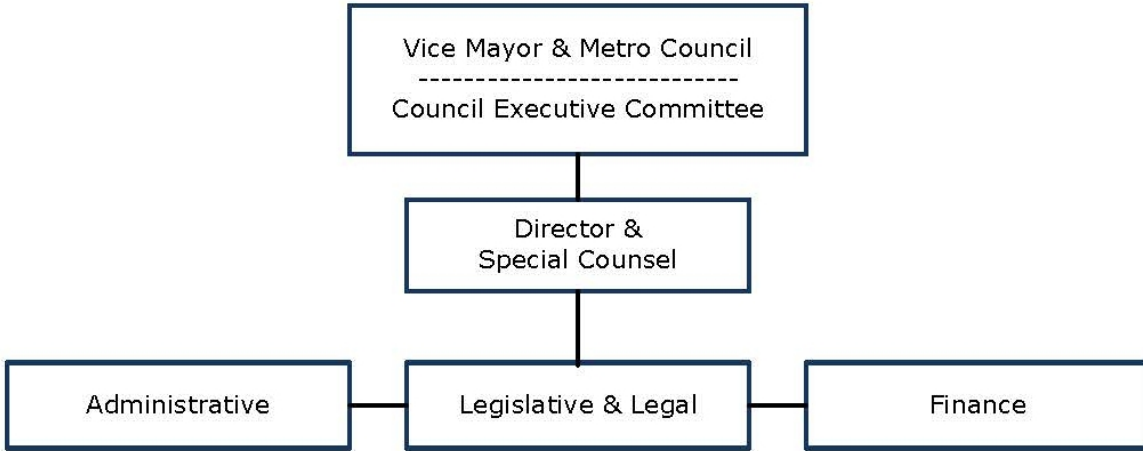 Vice Mayor & Metro Council
----------------------------
Council Executive Committee
Director &
Special Counsel
Administrative
Legislative & Legal
Finance